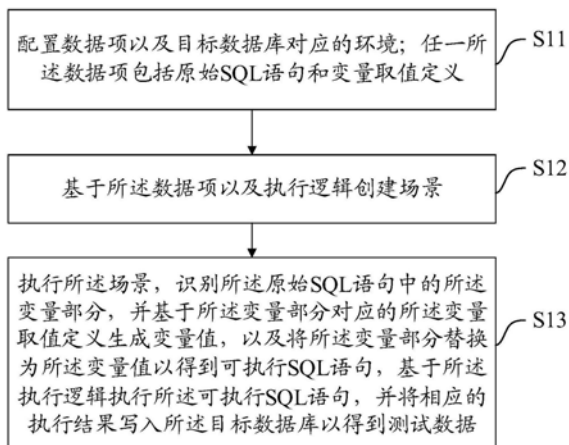 配置数据项以及目标数据库对应的环境；任一所
述数据项包括原始SQL语句和变量取值定义
S11
基于所述数据项以及执行逻辑创建场景
S12
执行所述场景，识别所述原始SQL语句中的所述
变量部分，并基于所述变量部分对应的所述变量
取值定义生成变量值，以及将所述变量部分替换
为所述变量值以得到可执行SQL语句，基于所述
执行逻辑执行所述可执行SQL语句，并将相应的
执行结果写入所述目标数据库以得到测试数据
S13